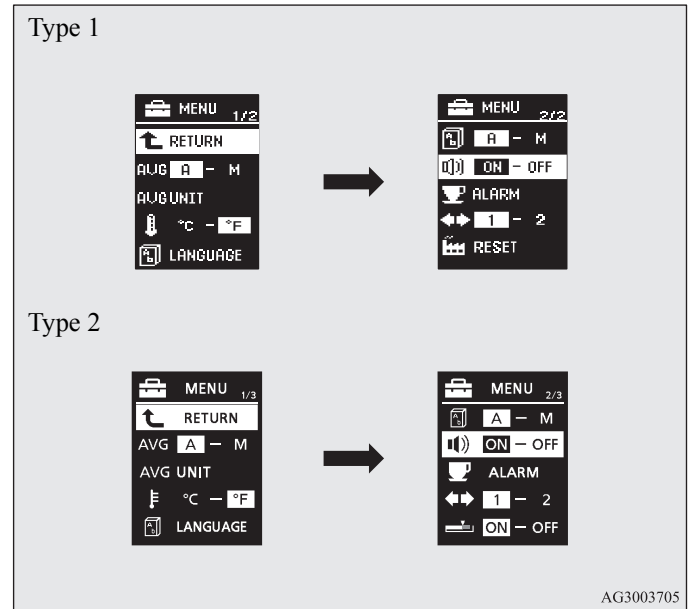 Type 1
MENU 1/2
RETURN
AVG A - M
AVG UNIT
°C - °F
A b LANGUAGE
MENU 2/2
A b A - M
ON - OFF
ALARM
1 - 2
RESET
Type 2
MENU 1/3
RETURN
AVG A - M
AVG UNIT
°C - °F
A b LANGUAGE
MENU 2/3
A b A - M
ON - OFF
ALARM
1 - 2
ON - OFF
AG3003705